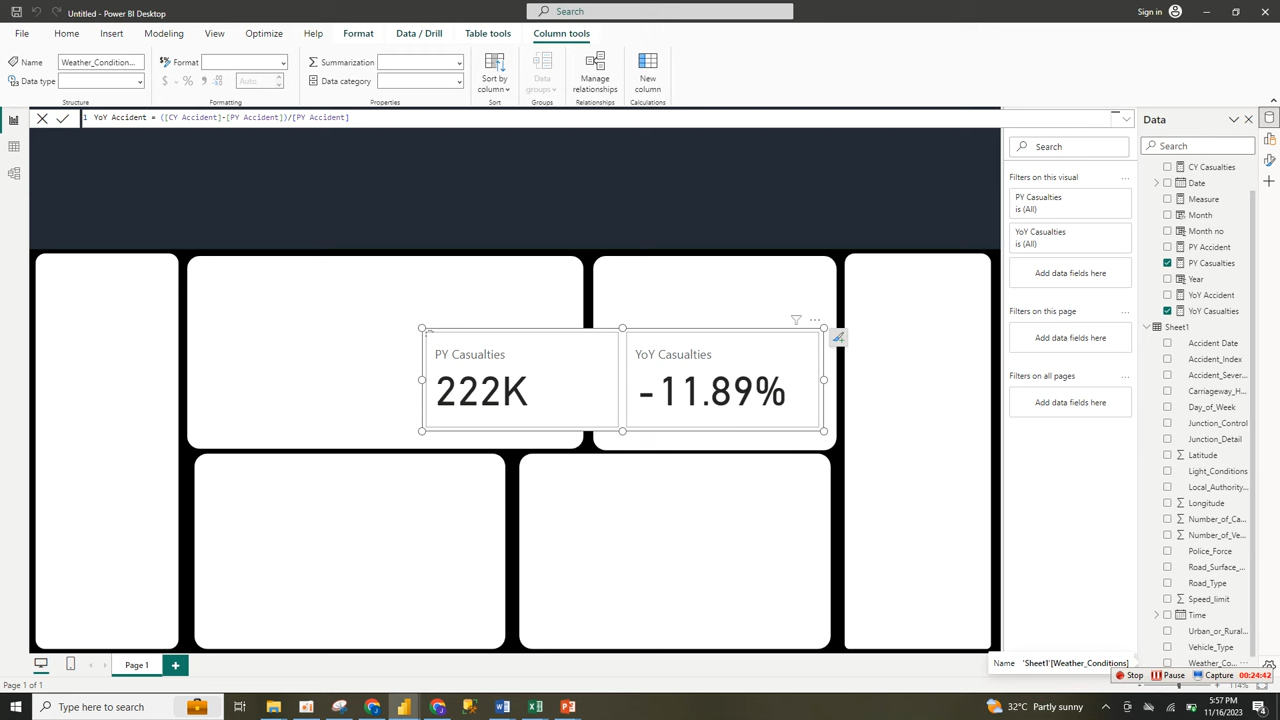 Untitled - Power BI Desktop
Search
Sign in
File
Home
Insert
Modeling
View
Optimize
Help
Format
Data / Drill
Table tools
Column tools
Name
Weather_Condition...
Data type
Structure
Format
$ % Auto
Formatting
Summarization
Data category
Properties
Sort by
column
Sort
Data
groups
Groups
Manage
relationships
Relationships
New
column
Calculations
1 YoY Accident = ([CY Accident]-[PY Accident])/[PY Accident]
PY Casualties
222K
YoY Casualties
-11.89%
Search
Filters on this visual
PY Casualties
is (All)
YoY Casualties
is (All)
Add data fields here
Filters on this page
Add data fields here
Filters on all pages
Add data fields here
Data
Search
CY Casualties
Date
Measure
Month
Month no
PY Accident
PY Casualties
Year
YoY Accident
YoY Casualties
Sheet1
Accident Date
Accident_Index
Accident_Sever...
Carriageway_H...
Day_of_Week
Junction_Control
Junction_Detail
Latitude
Light_Conditions
Local_Authority...
Longitude
Number_of_Ca...
Number_of_Ve...
Police_Force
Road_Surface_...
Road_Type
Speed_limit
Time
Urban_or_Rural...
Vehicle_Type
Weather_Co...
Name 'Sheet1'[Weather_Conditions]
Page 1
Stop
Pause
Capture
00:24:42
Page 1 of 1
114%
Type here to search
32°C Partly sunny
5:57 PM
11/16/2023